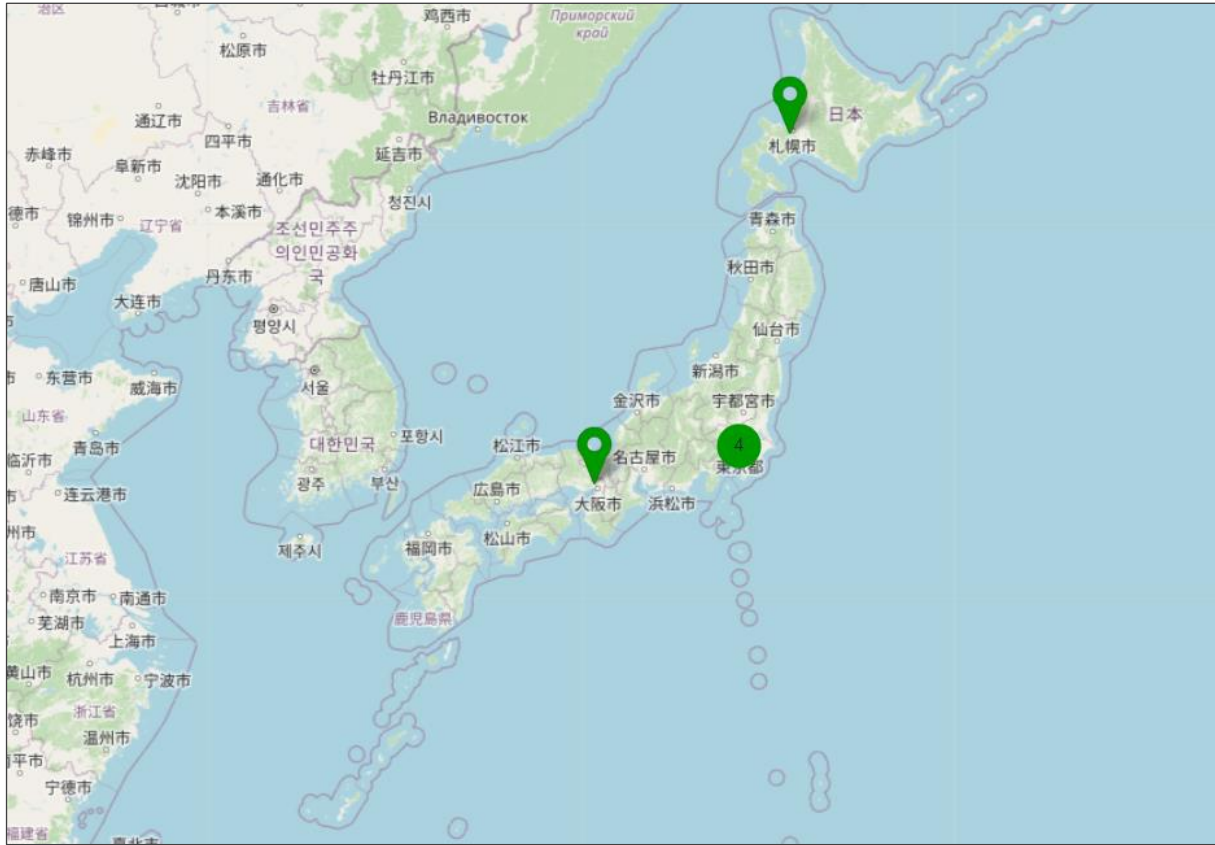 鸡西市
Приморский
край
松原市
牡丹江市
吉林省
日本
通辽市
Владивосток
四平市
札幌市
赤峰市
延吉市
阜新市
沈阳市
通化市
청진시
德市
锦州市
本溪市
青森市
辽宁省
조선민주주
의인민공화
국
秋田市
丹东市
唐山市
大连市
평양시
仙台市
新潟市
东营市
威海市
서울
金沢市
宇都宮市
山东省
대한민국
포항시
松江市
4
青岛市
名古屋市
临沂市
東京都
광주
부산
広島市
连云港市
大阪市
浜松市
州市
松山市
제주시
福岡市
江苏省
南京市
南通市
芜湖市
鹿児島県
上海市
黄山市
杭州市
宁波市
浙江省
饶市
温州市
南平市
宁德市
福建省